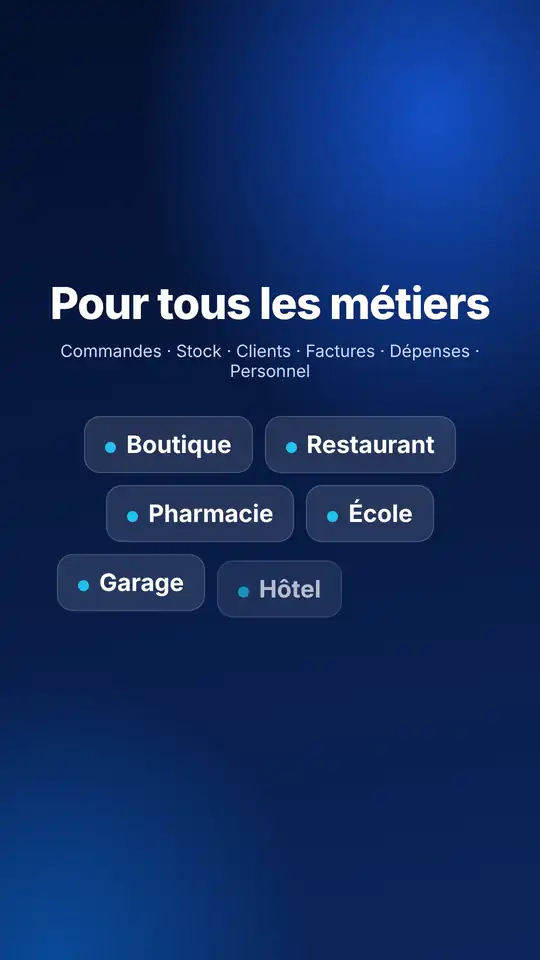 Pour tous les métiers
Commandes · Stock · Clients · Factures · Dépenses ·
Personnel
Boutique
Restaurant
Pharmacie
École
Garage
Hôtel